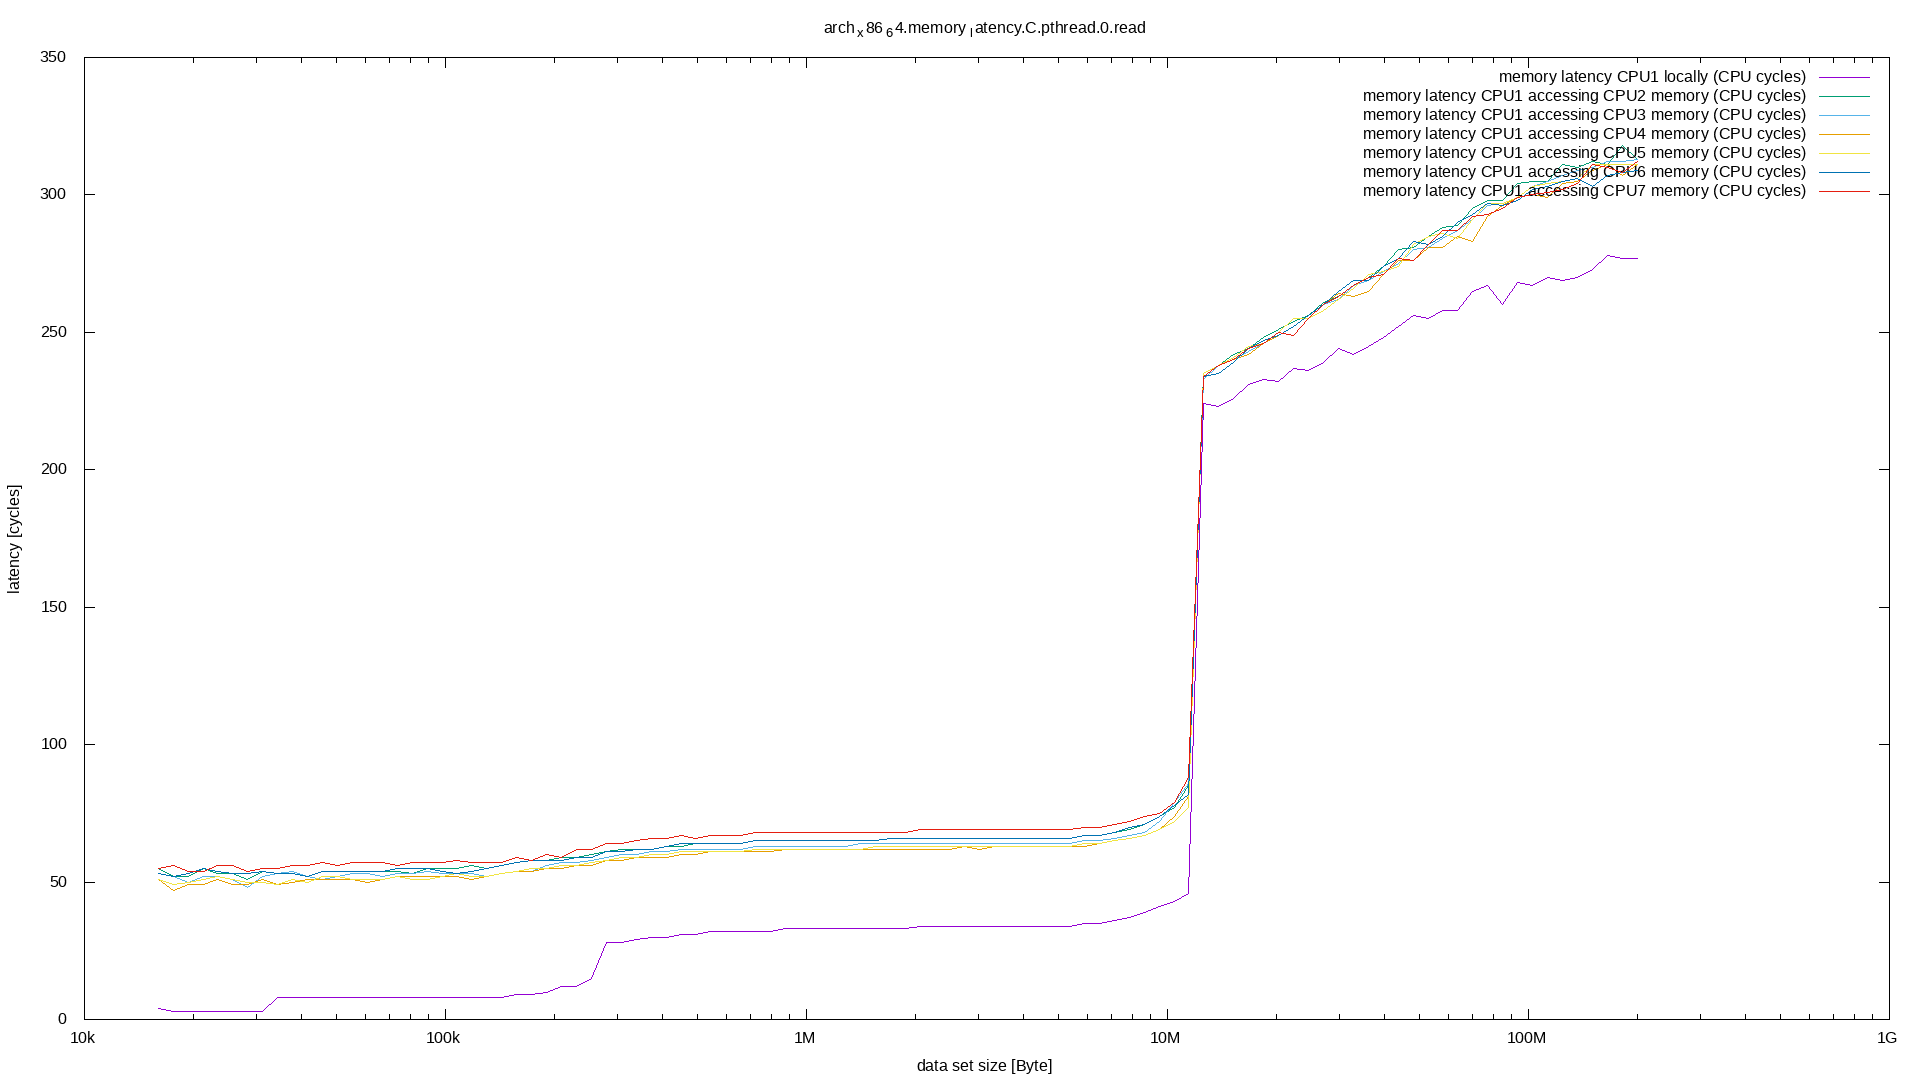 arch x 86 6 4.memory l atency.C.pthread.0.read
350
300
250
200
150
100
50
0
latency [cycles]
memory latency CPU1 locally (CPU cycles)
memory latency CPU1 accessing CPU2 memory (CPU cycles)
memory latency CPU1 accessing CPU3 memory (CPU cycles)
memory latency CPU1 accessing CPU4 memory (CPU cycles)
memory latency CPU1 accessing CPU5 memory (CPU cycles)
memory latency CPU1 accessing CPU6 memory (CPU cycles)
memory latency CPU1 accessing CPU7 memory (CPU cycles)
10k 100k 1M 10M 100M 1G
data set size [Byte]